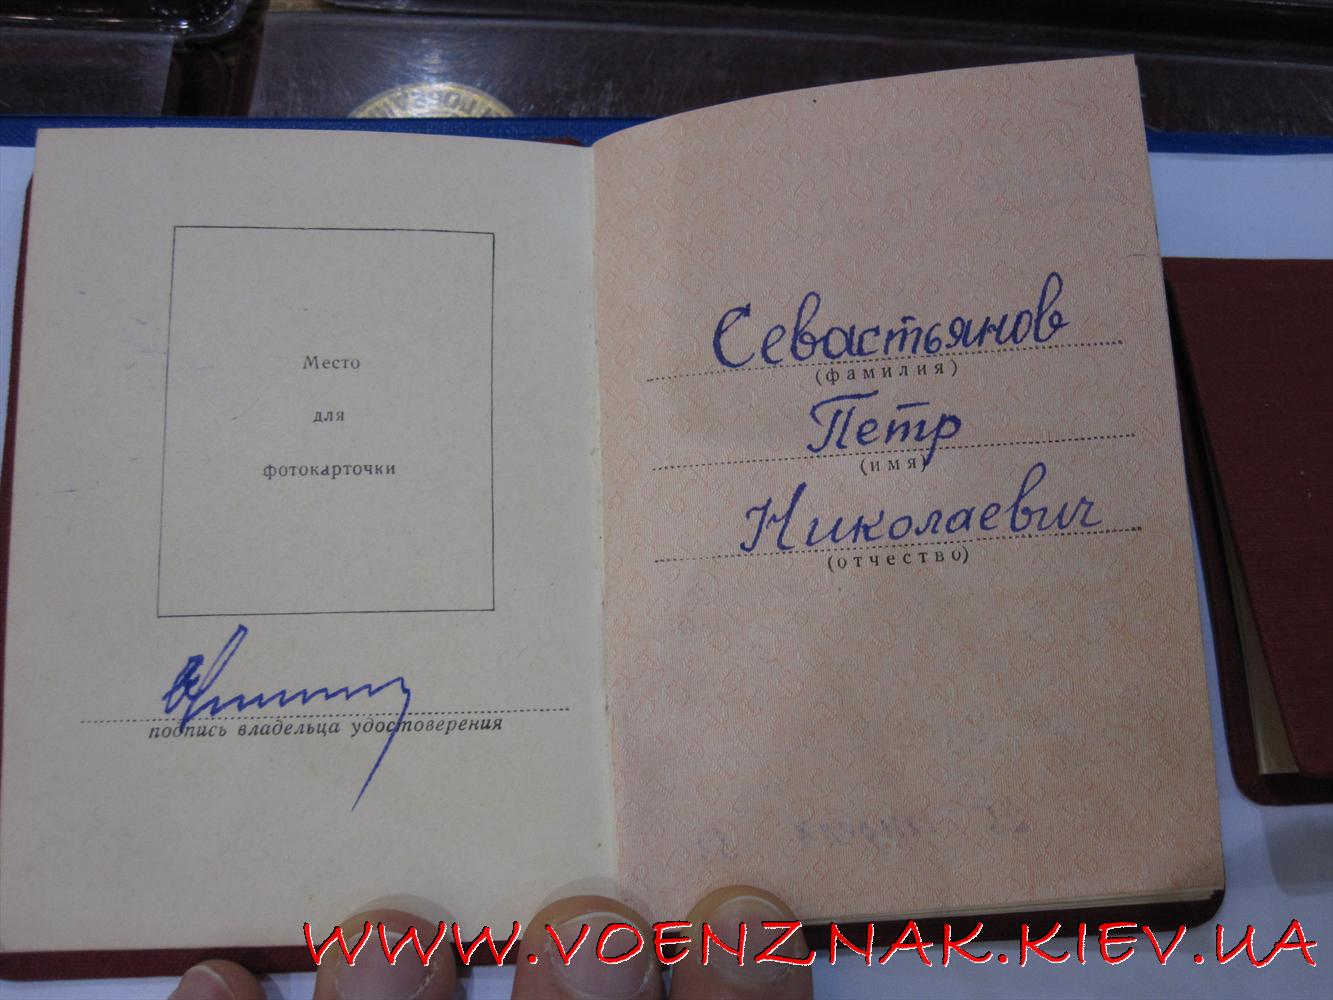 Место
для
фотокарточки
подпись владельца удостоверения
Севастьянов
(фамилия)
Петр
(имя)
Николаевич
(отчество)
WWW.VOENZNAK.KIEV.UA